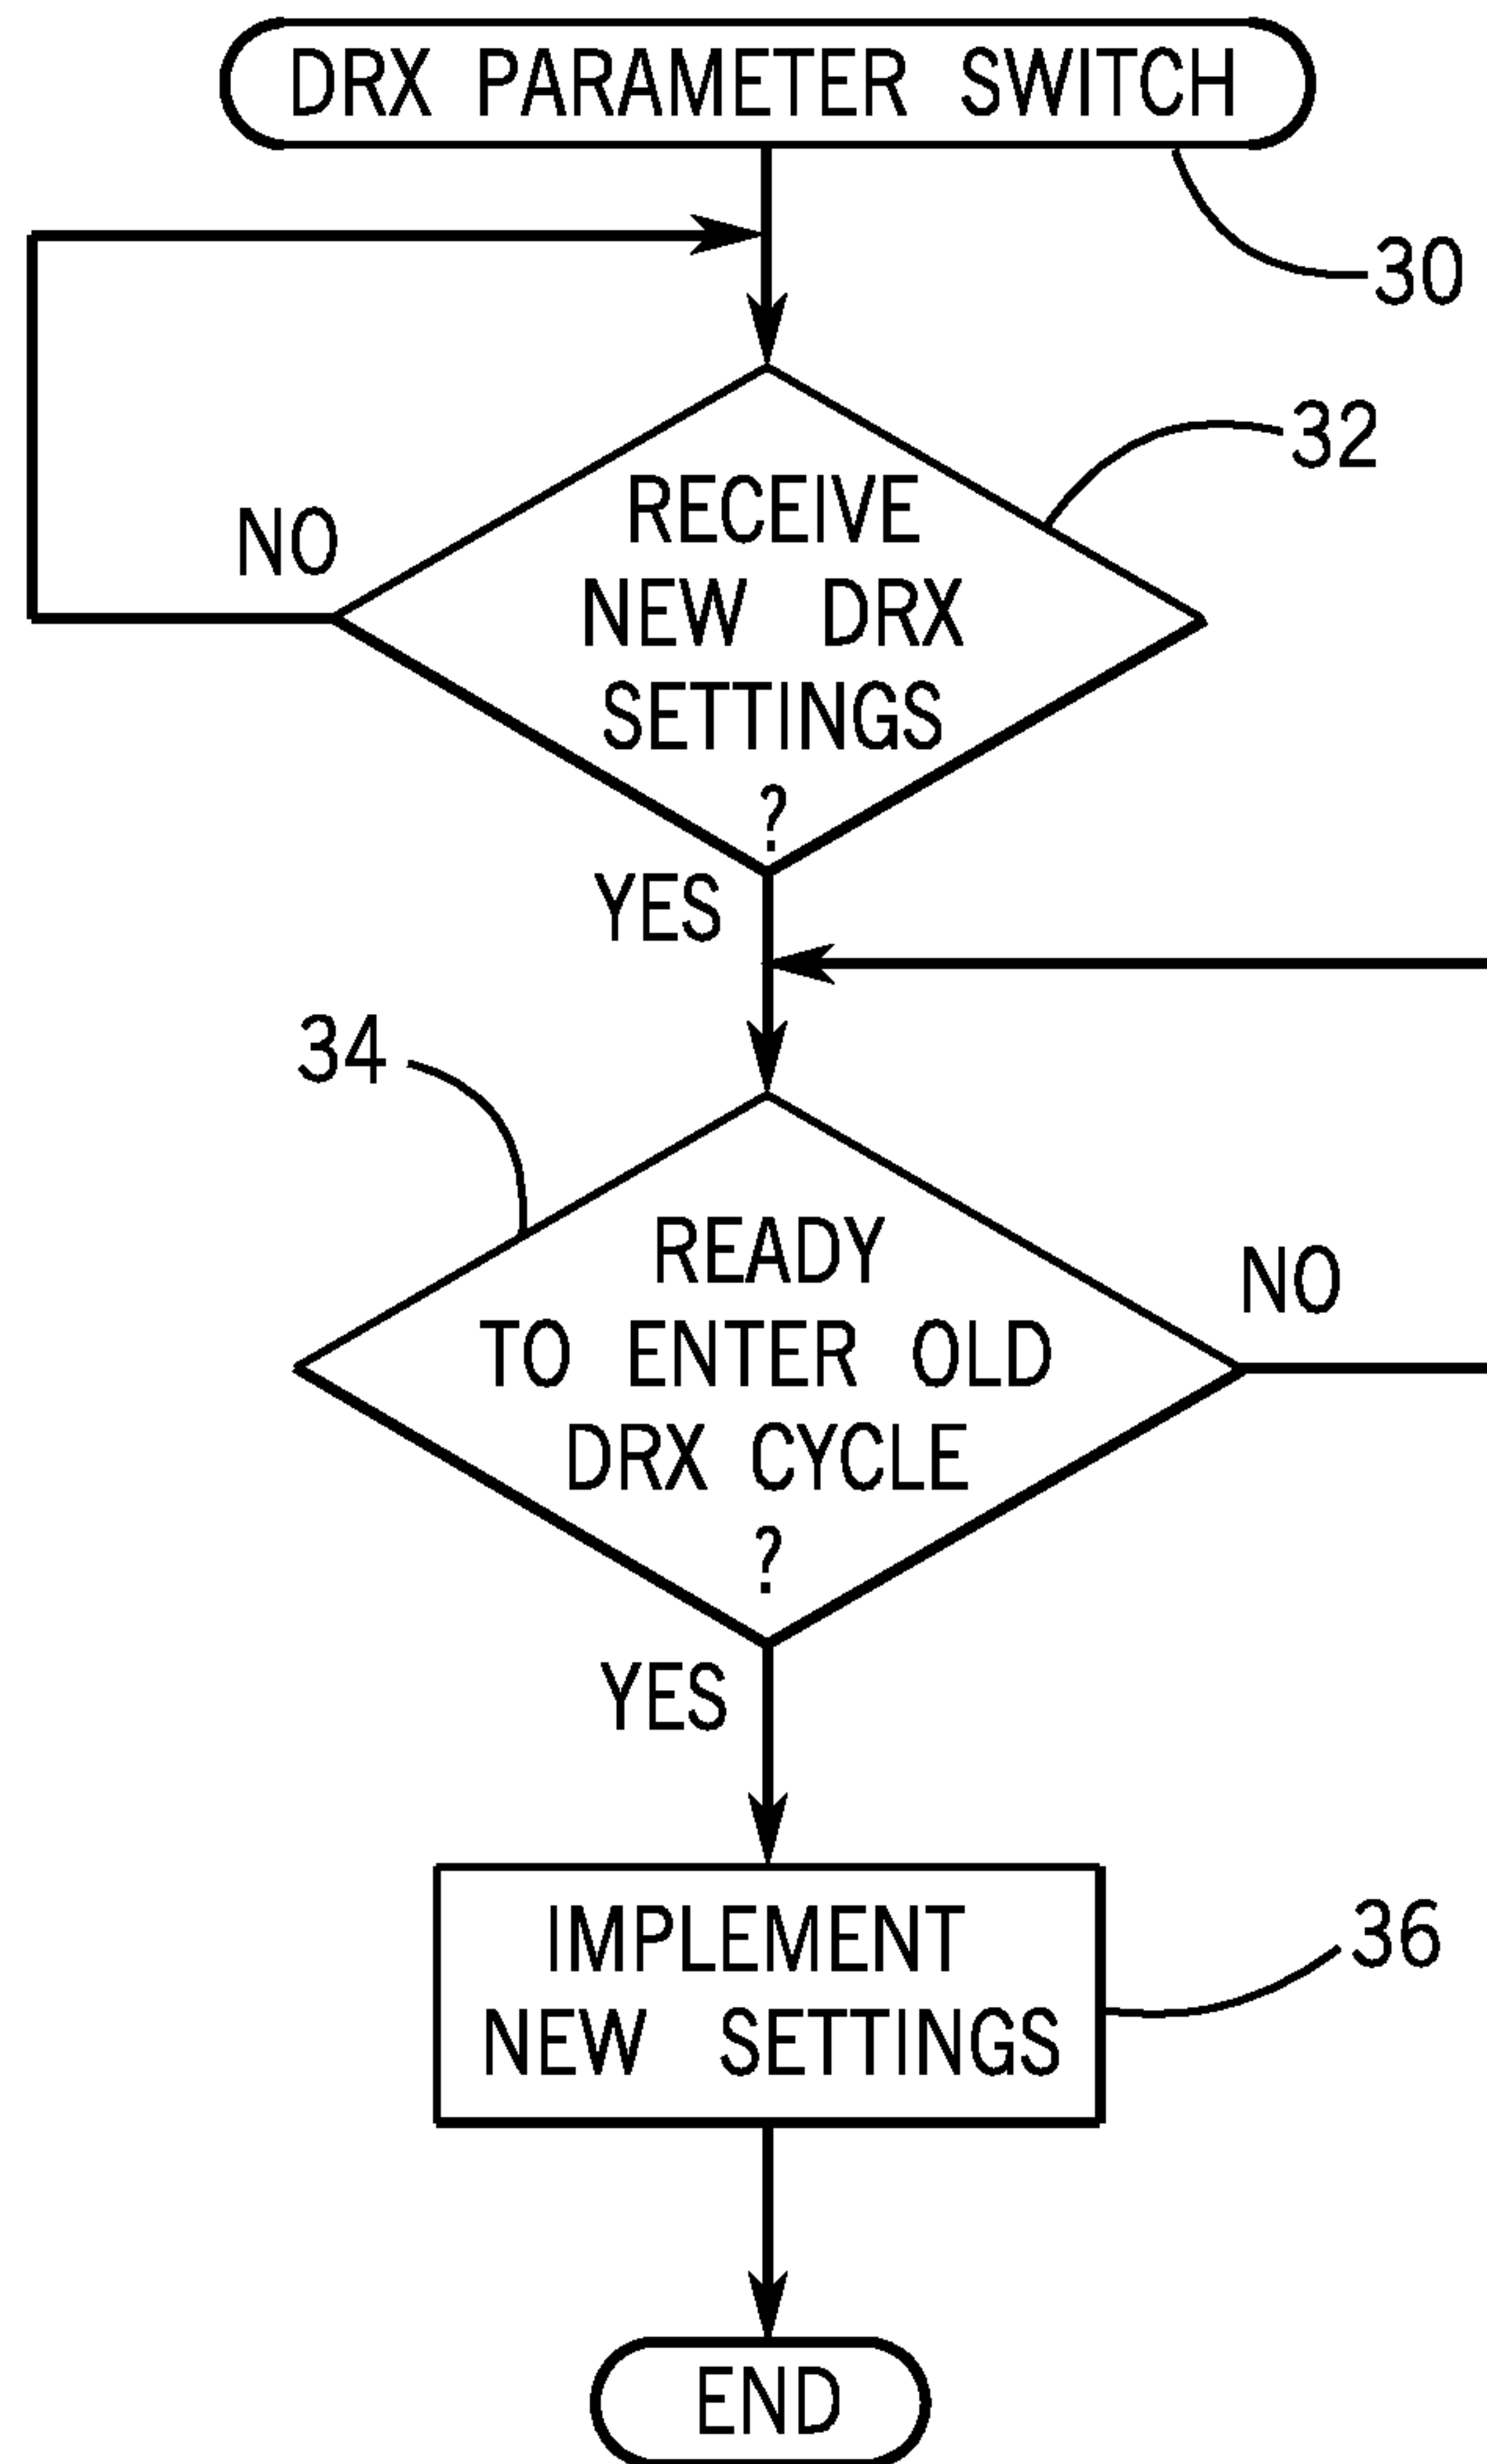 DRX PARAMETER SWITCH
30
32
RECEIVE
NO
NEW DRX
SETTINGS
?
YES
34
READY
NO
TO ENTER OLD
DRX CYCLE
?
YES
IMPLEMENT
36
NEW SETTINGS
END